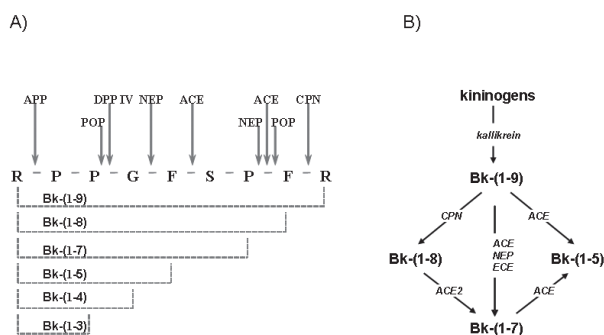 A)
B)
APP DPP IV NEP ACE ACE CPN
POP NEP POP
R - P - P - G - F - S - P - F - R
Bk-(1-9)
Bk-(1-8)
Bk-(1-7)
Bk-(1-5)
Bk-(1-4)
Bk-(1-3)
kininogens
kallikrein
Bk-(1-9)
CPN
ACE
ACE
NEP
ECE
Bk-(1-8)
Bk-(1-5)
ACE2
ACE
Bk-(1-7)